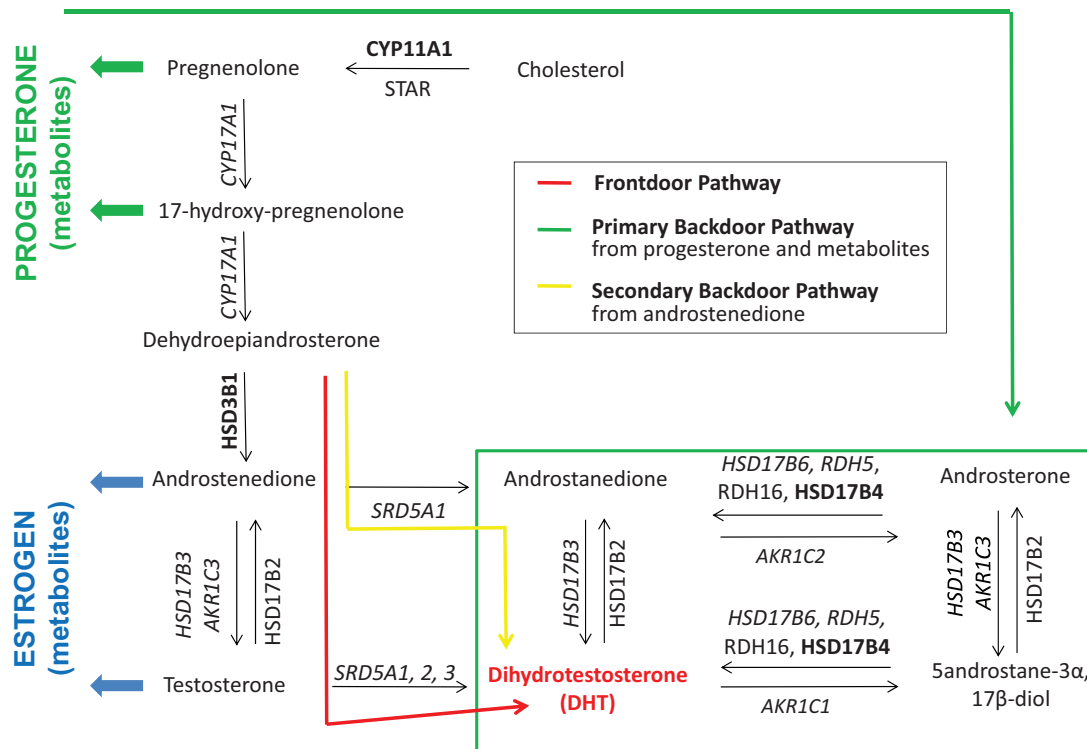 PROGESTERONE
(metabolites)
CYP11A1
Pregnenolone
Cholesterol
STAR
CYP17A1
17-hydroxy-pregnenolone
CYP17A1
Dehydroepiandrosterone
Frontdoor Pathway
Primary Backdoor Pathway
from progesterone and metabolites
Secondary Backdoor Pathway
from androstenedione
HSD3B1
ESTROGEN
(metabolites)
Androstenedione
SRD5A1
Androstanedione
HSD17B6, RDH5,
RDH16, HSD17B4
AKR1C2
Androsterone
HSD17B3
AKR1C3
HSD17B2
HSD17B3
HSD17B2
HSD17B3
AKR1C3
HSD17B2
HSD17B6, RDH5,
RDH16, HSD17B4
AKR1C1
Testosterone
SRD5A1, 2, 3
Dihydrotestosterone
(DHT)
5androstane-3α,
17β-diol